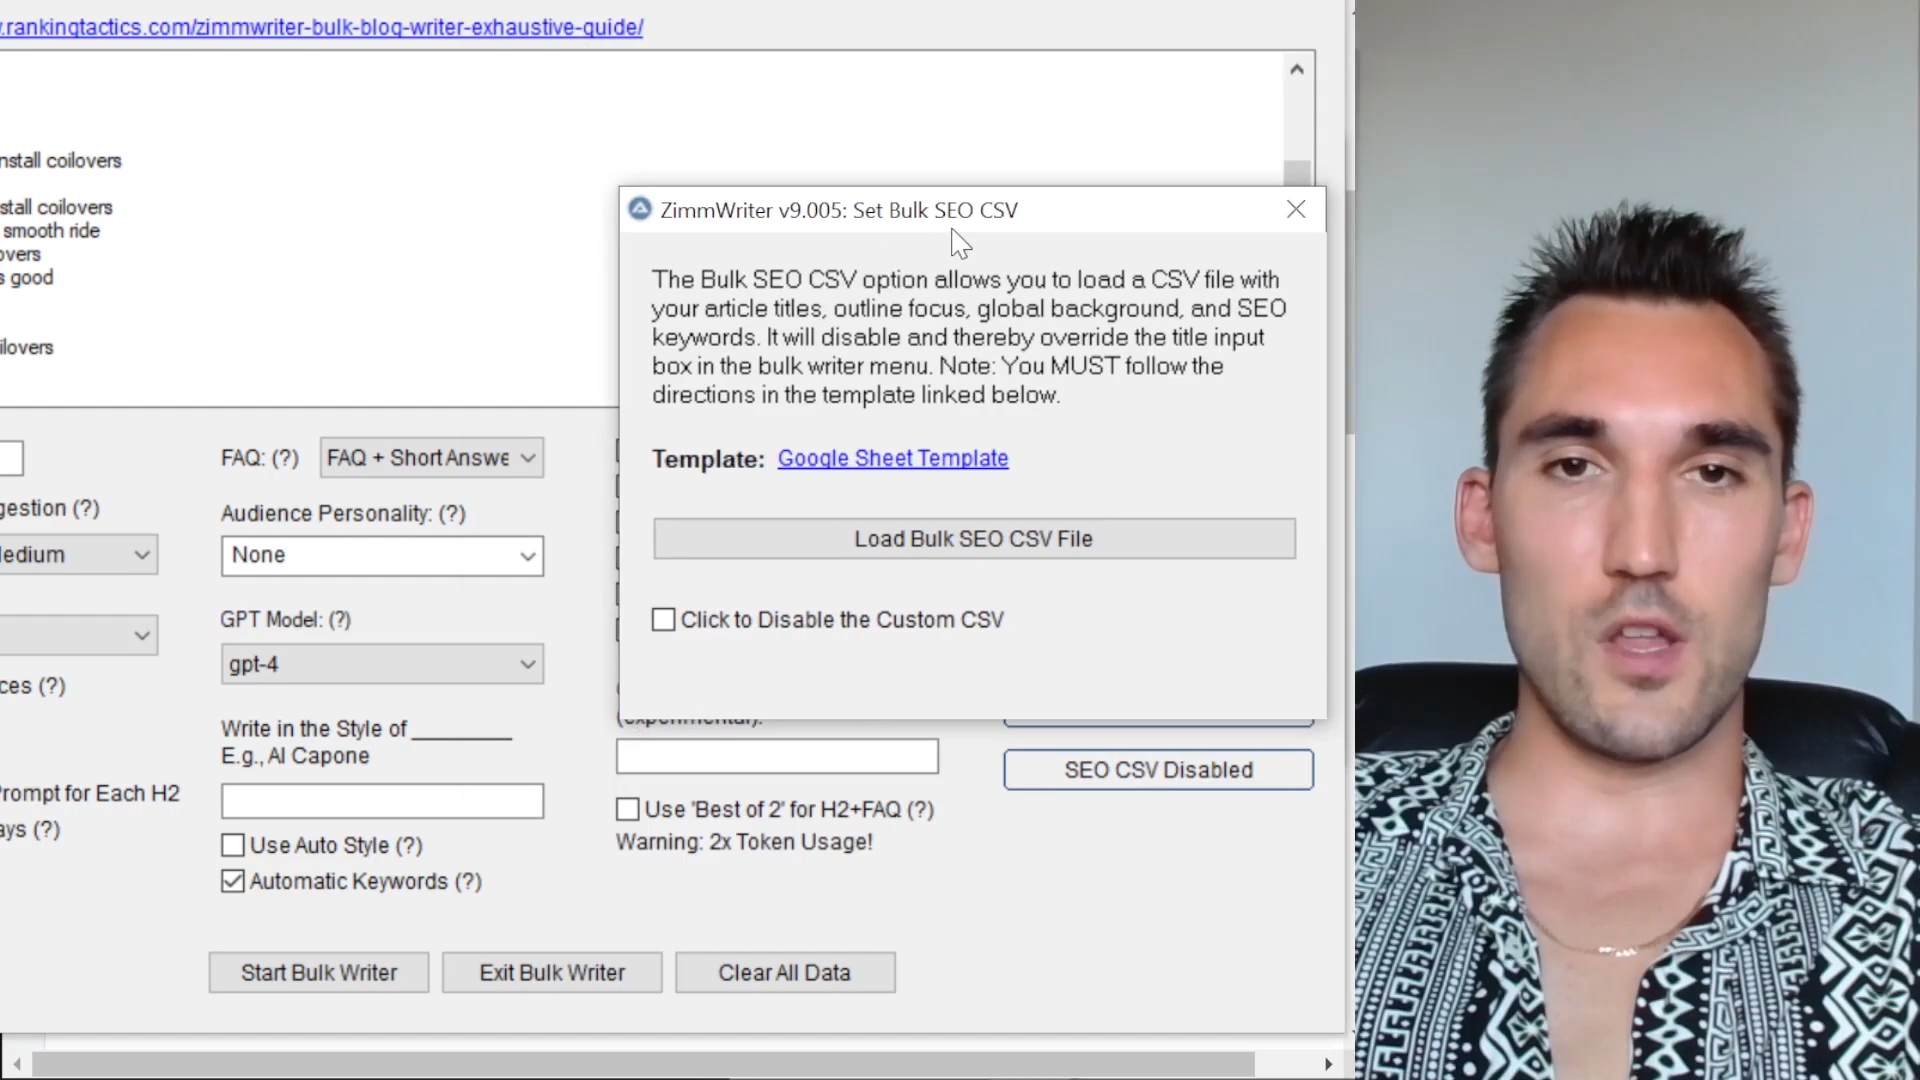 .rankingtactics.com/zimmwriter-bulk-blog-writer-exhaustive-guide/
nstall coilovers
stall coilovers
smooth ride
overs
s good
ilovers
ZimmWriter v9.005: Set Bulk SEO CSV
The Bulk SEO CSV option allows you to load a CSV file with
your article titles, outline focus, global background, and SEO
keywords. It will disable and thereby override the title input
box in the bulk writer menu. Note: You MUST follow the
directions in the template linked below.
Template: Google Sheet Template
Load Bulk SEO CSV File
Click to Disable the Custom CSV
FAQ: (?)
FAQ + Short Answe
gestion (?)
Audience Personality: (?)
ledium
None
GPT Model: (?)
gpt-4
ces (?)
Write in the Style of ________
E.g., Al Capone
(experimental):
SEO CSV Disabled
Prompt for Each H2
ays (?)
Use 'Best of 2' for H2+FAQ (?)
Warning: 2x Token Usage!
Use Auto Style (?)
Automatic Keywords (?)
Start Bulk Writer
Exit Bulk Writer
Clear All Data